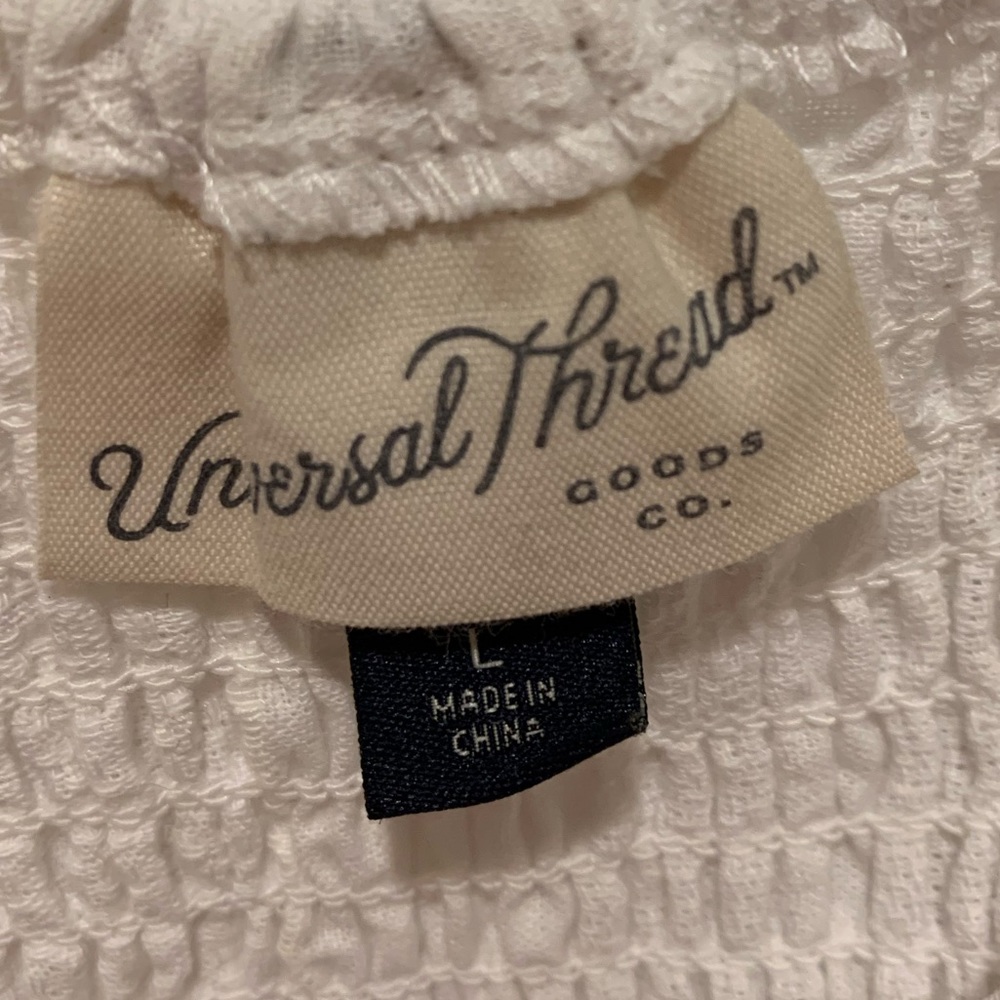 Universal Thread™
GOODS
CO.
L
MADE IN
CHINA